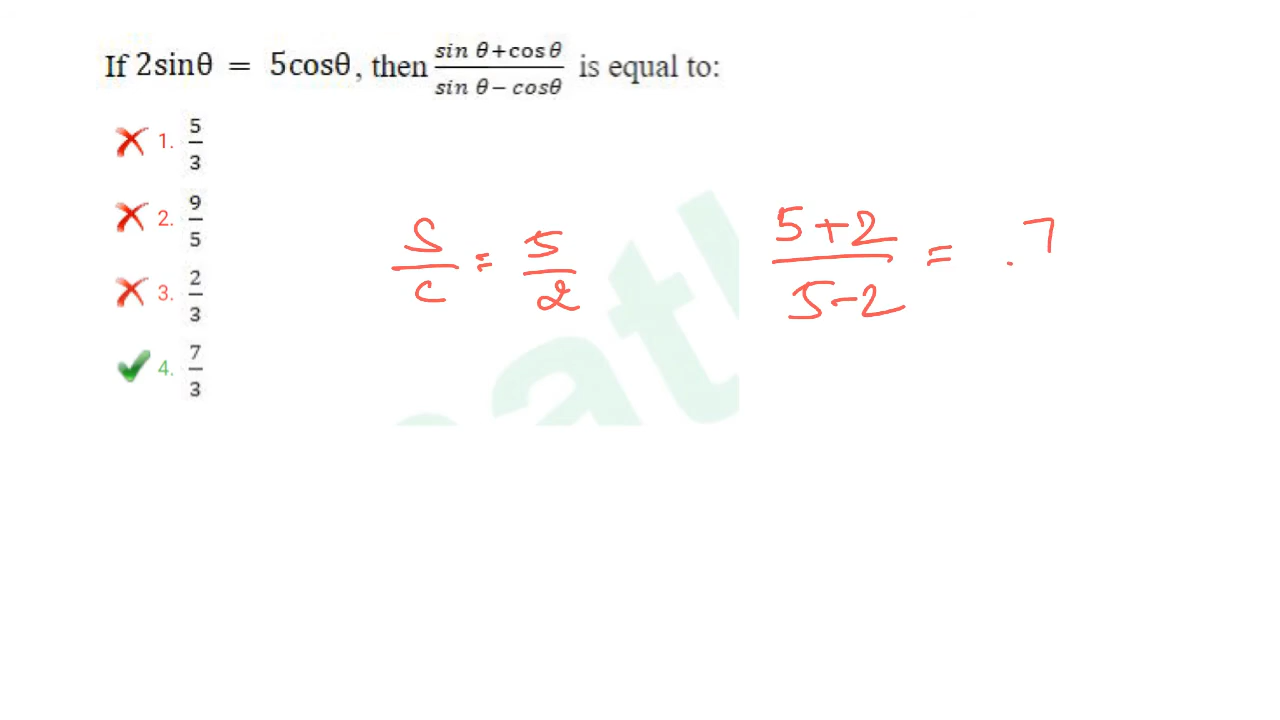 If 2sinθ = 5cosθ, then (sin θ+cos θ)/(sin θ− cosθ) is equal to:
1. 5/3
2. 9/5
3. 2/3
4. 7/3
S/c = 5/2
(5+2)/(5-2) = . 7